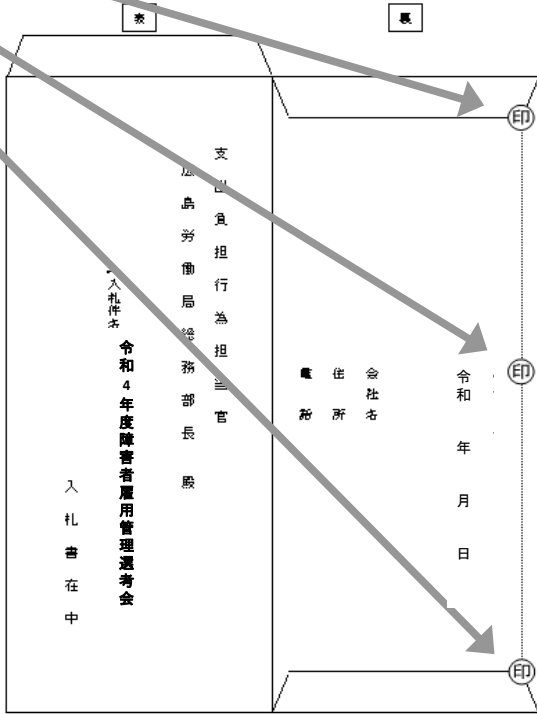 表
裏
支出負担行為担当官
広島労働局総務部長 殿
入札件名
令和4年度障害者雇用管理選考会
入札書在中
印
印
印
令和 年 月 日
会社名
住所
電話